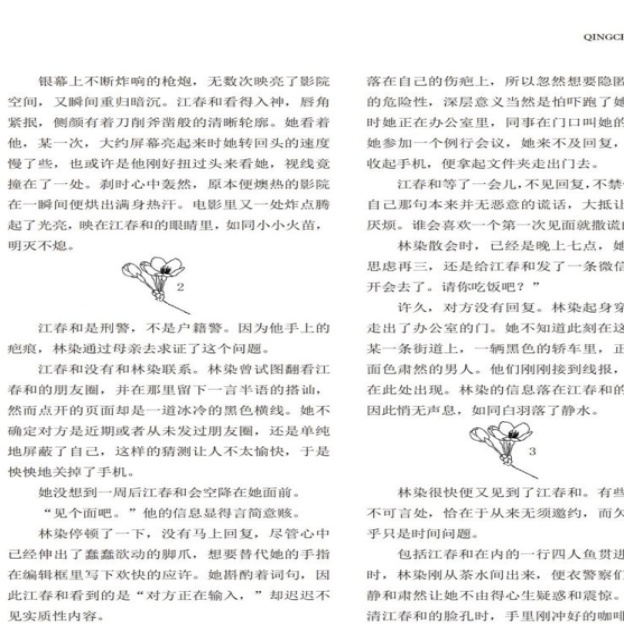 QINGCH
银幕上不断炸响的枪炮，无数次映亮了影院
空间，又瞬间重归暗沉。江春和看得入神，唇角
紧抿，侧颜有着刀削斧凿般的清晰轮廓。她看着
他，某一次，大约屏幕亮起来时她转回头的速度
慢了些，也或许是他刚好扭过头来看她，视线竟
撞在了一处。刹时心中轰然，原本便燠热的影院
在一瞬间便烘出满身热汗。电影里又一处炸点腾
起了光亮，映在江春和的眼睛里，如同小小火苗，
明灭不熄。
2
江春和是刑警，不是户籍警。因为他手上的
疤痕，林染通过母亲去求证了这个问题。
江春和没有和林染联系。林染曾试图翻看江
春和的朋友圈，并在那里留下一言半语的搭讪，
然而点开的页面却是一道冰冷的黑色横线。她不
确定对方是近期或者从未发过朋友圈，还是单纯
地屏蔽了自己，这样的猜测让人不太愉快，于是
怏怏地关掉了手机。
她没想到一周后江春和会空降在她面前。
“见个面吧。”他的信息显得言简意赅。
林染停顿了一下，没有马上回复，尽管心中
已经伸出了蠢蠢欲动的脚爪，想要替代她的手指
在编辑框里写下欢快的应许。她斟酌着词句，因
此江春和看到的是“对方正在输入，”却迟迟不
见实质性内容。
落在自己的伤疤上，所以忽然想要隐匿
的危险性，深层意义当然是怕吓跑了她
时她正在办公室里，同事在门口叫她的
她参加一个例行会议，她来不及回复，
收起手机，便拿起文件夹走出门去。
江春和等了一会儿，不见回复，不禁
自己那句本来并无恶意的谎话，大抵让
厌烦。谁会喜欢一个第一次见面就撒谎
林染散会时，已经是晚上七点，她
思虑再三，还是给江春和发了一条微信
开会去了。请你吃饭吧？”
许久，对方没有回复。林染起身穿
走出了办公室的门。她不知道此刻在这
某一条街道上，一辆黑色的轿车里，正
面色肃然的男人。他们刚刚接到线报，
在此处出现。林染的信息落在江春和的
因此悄无声息，如同白羽落了静水。
3
林染很快便又见到了江春和。有些
不可言处，恰在于从来无须邀约，而欠
乎只是时间问题。
包括江春和在内的一行四人鱼贯进
时，林染刚从茶水间出来，便衣警察们
静和肃然让她不由得心生疑惑和震惊。
清江春和的脸孔时，手里刚冲好的咖啡